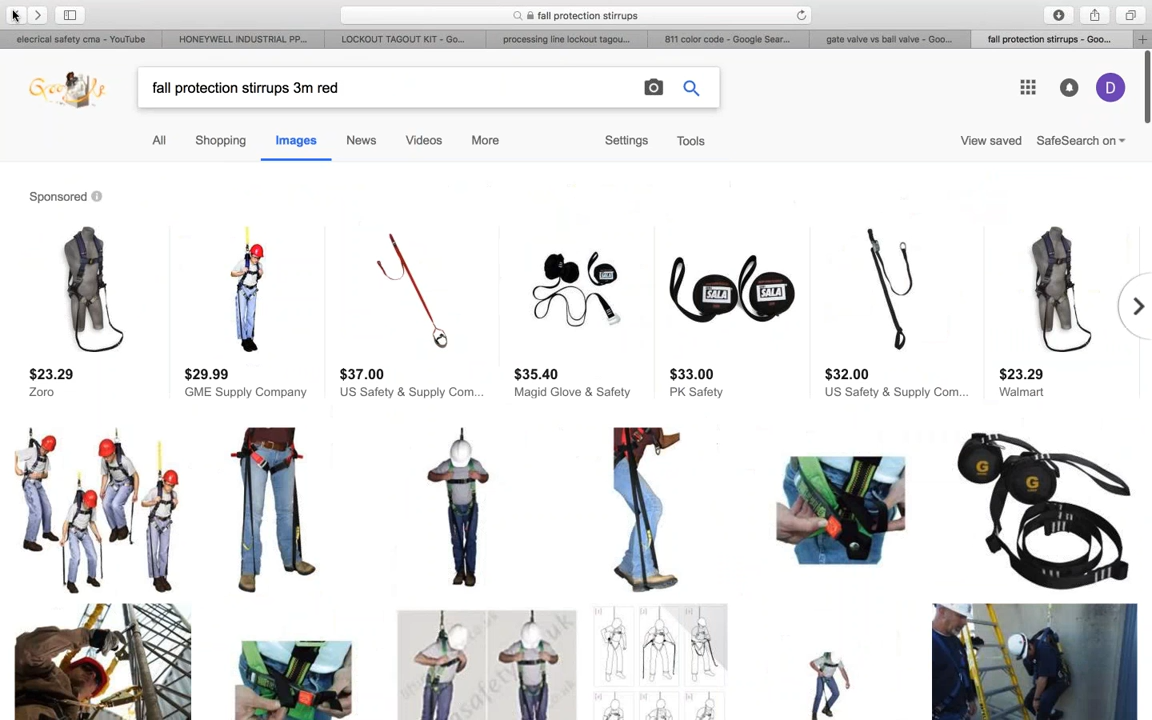 fall protection stirrups
elecrical safety cma - YouTube
HONEYWELL INDUSTRIAL PP...
LOCKOUT TAGOUT KIT - Go...
processing line lockout tagou...
811 color code - Google Sear...
gate valve vs ball valve - Goo...
fall protection stirrups - Goo...
fall protection stirrups 3m red
D
All
Shopping
Images
News
Videos
More
Settings
Tools
View saved
SafeSearch on
Sponsored
SALA
SALA
$23.29
Zoro
$29.99
GME Supply Company
$37.00
US Safety & Supply Com...
$35.40
Magid Glove & Safety
$33.00
PK Safety
$32.00
US Safety & Supply Com...
$23.29
Walmart
G
G